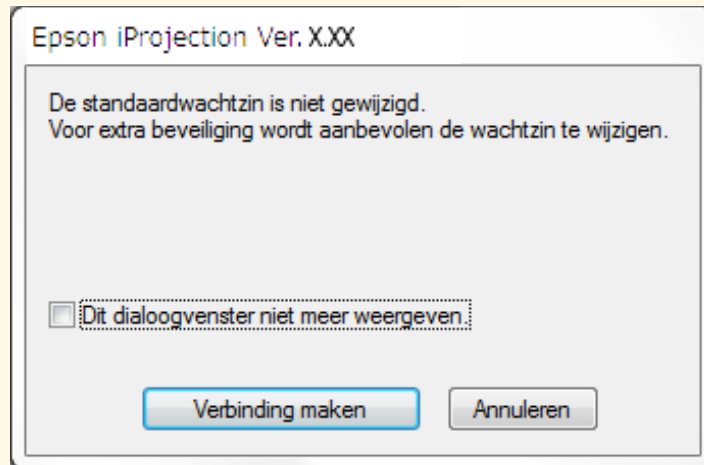 Epson iProjection Ver. X.XX
De standaardwachtzin is niet gewijzigd.
Voor extra beveiliging wordt aanbevolen de wachtzin te wijzigen.
Dit dialoogvenster niet meer weergeven.
Verbinding maken
Annuleren